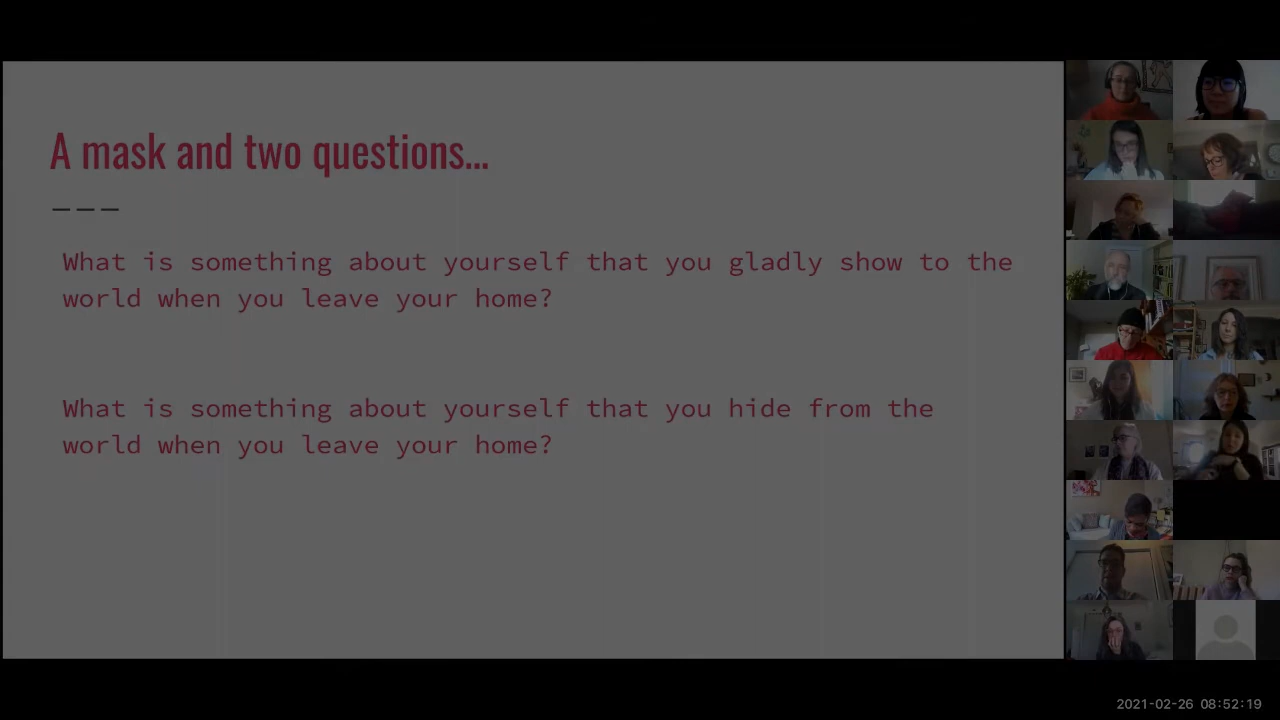 A mask and two questions...
What is something about yourself that you gladly show to the
world when you leave your home?
What is something about yourself that you hide from the
world when you leave your home?
2021-02-26 08:52:19